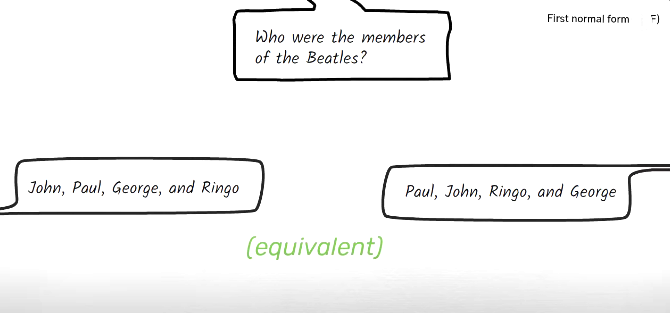 First normal form
Who were the members
of the Beatles?
John, Paul, George, and Ringo
Paul, John, Ringo, and George
(equivalent)